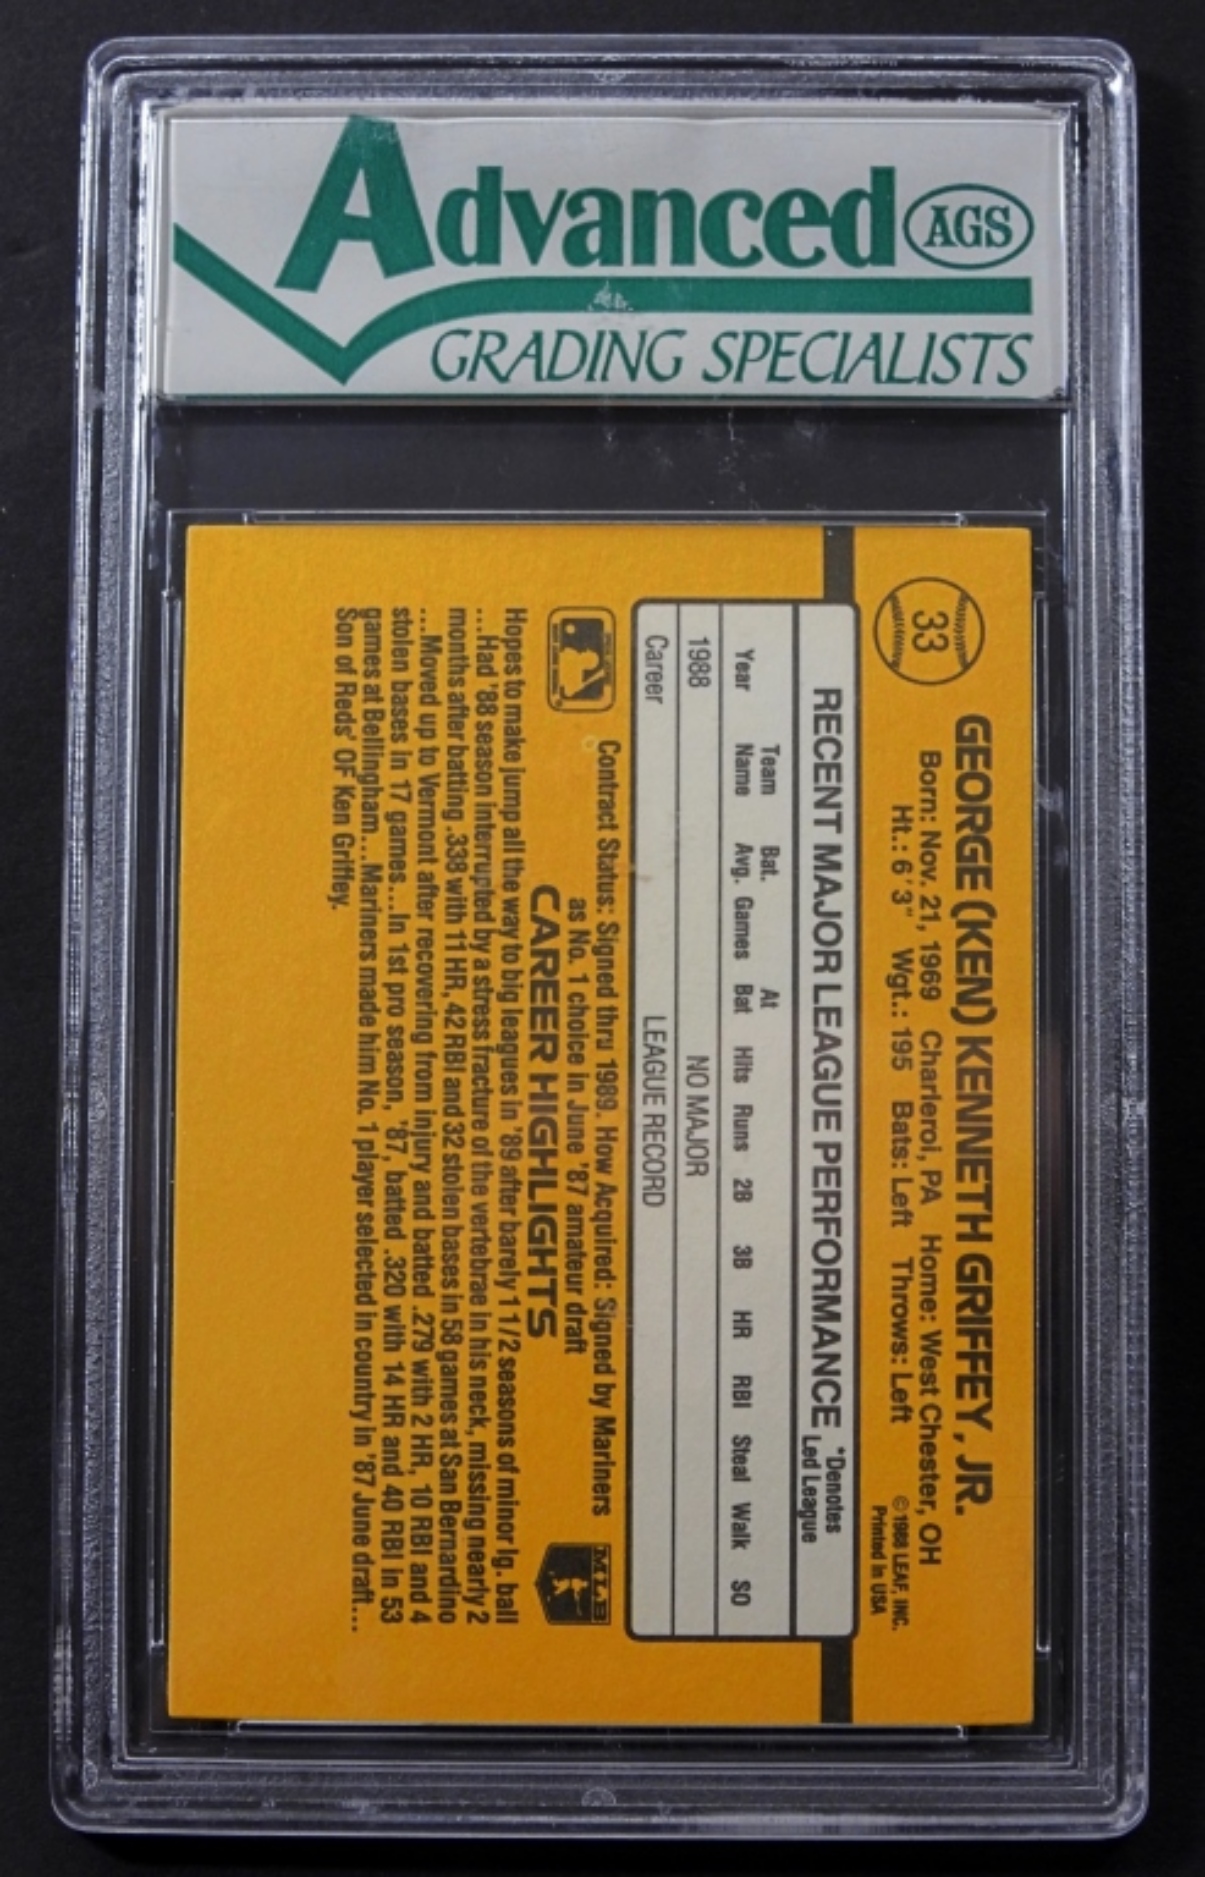 Advanced AGS
GRADING SPECIALISTS
33
GEORGE (KEN) KENNETH GRIFFEY, JR.
Born: Nov. 21, 1969 Charleroi, PA Home: West Chester, OH
Ht.: 6'3" Wgt.: 195 Bats: Left Throws: Left
©1988 LEAF, INC.
Printed in USA
RECENT MAJOR LEAGUE PERFORMANCE
*Denotes
Led League
Year Team Name Bat. Avg. Games At Bat Hits Runs 2B 3B HR RBI Steal Walk SO
1988 NO MAJOR
Career LEAGUE RECORD
Contract Status: Signed thru 1989. How Acquired: Signed by Mariners
as No. 1 choice in June '87 amateur draft
MLB
CAREER HIGHLIGHTS
Hopes to make jump all the way to big leagues in '89 after barely 1 1/2 seasons of minor lg. ball
...Had '88 season interrupted by a stress fracture of the vertebrae in his neck, missing nearly 2
months after batting .338 with 11 HR, 42 RBI and 32 stolen bases in 58 games at San Bernardino
...Moved up to Vermont after recovering from injury and batted .279 with 2 HR, 10 RBI and 4
stolen bases in 17 games...In 1st pro season, '87, batted .320 with 14 HR and 40 RBI in 53
games at Bellingham...Mariners made him No. 1 player selected in country in '87 June draft...
Son of Reds' OF Ken Griffey.